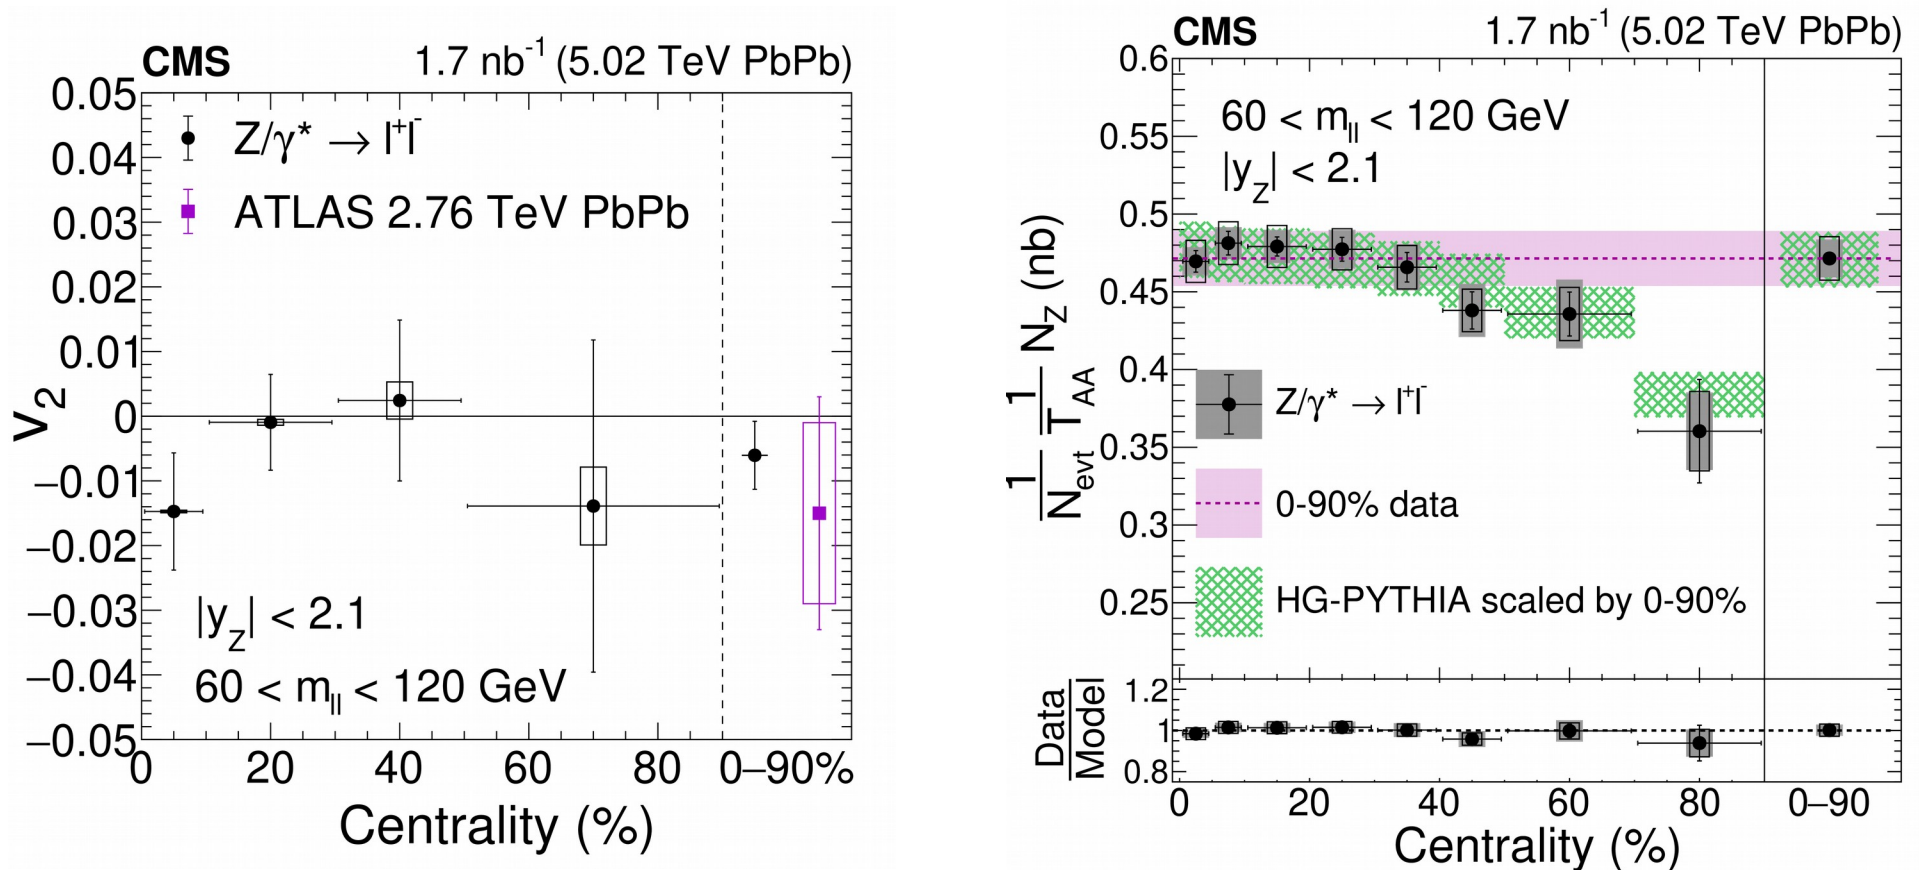 CMS 1.7 nb⁻¹ (5.02 TeV PbPb)
0.05
Z/γ* → l⁺l⁻
0.04
ATLAS 2.76 TeV PbPb
0.03
0.02
0.01
v₂
0
−0.01
−0.02
−0.03
|y_Z| < 2.1
−0.04
60 < m_ll < 120 GeV
−0.05
0 20 40 60 80 0–90%
Centrality (%)
CMS 1.7 nb⁻¹ (5.02 TeV PbPb)
0.6
60 < m_ll < 120 GeV
0.55
|y_Z| < 2.1
0.5
0.45
1/N_evt 1/T_AA N_Z (nb)
0.4
Z/γ* → l⁺l⁻
0.35
0-90% data
0.3
HG-PYTHIA scaled by 0-90%
0.25
Data/Model
1.2
1
0.8
0 20 40 60 80 0–90
Centrality (%)